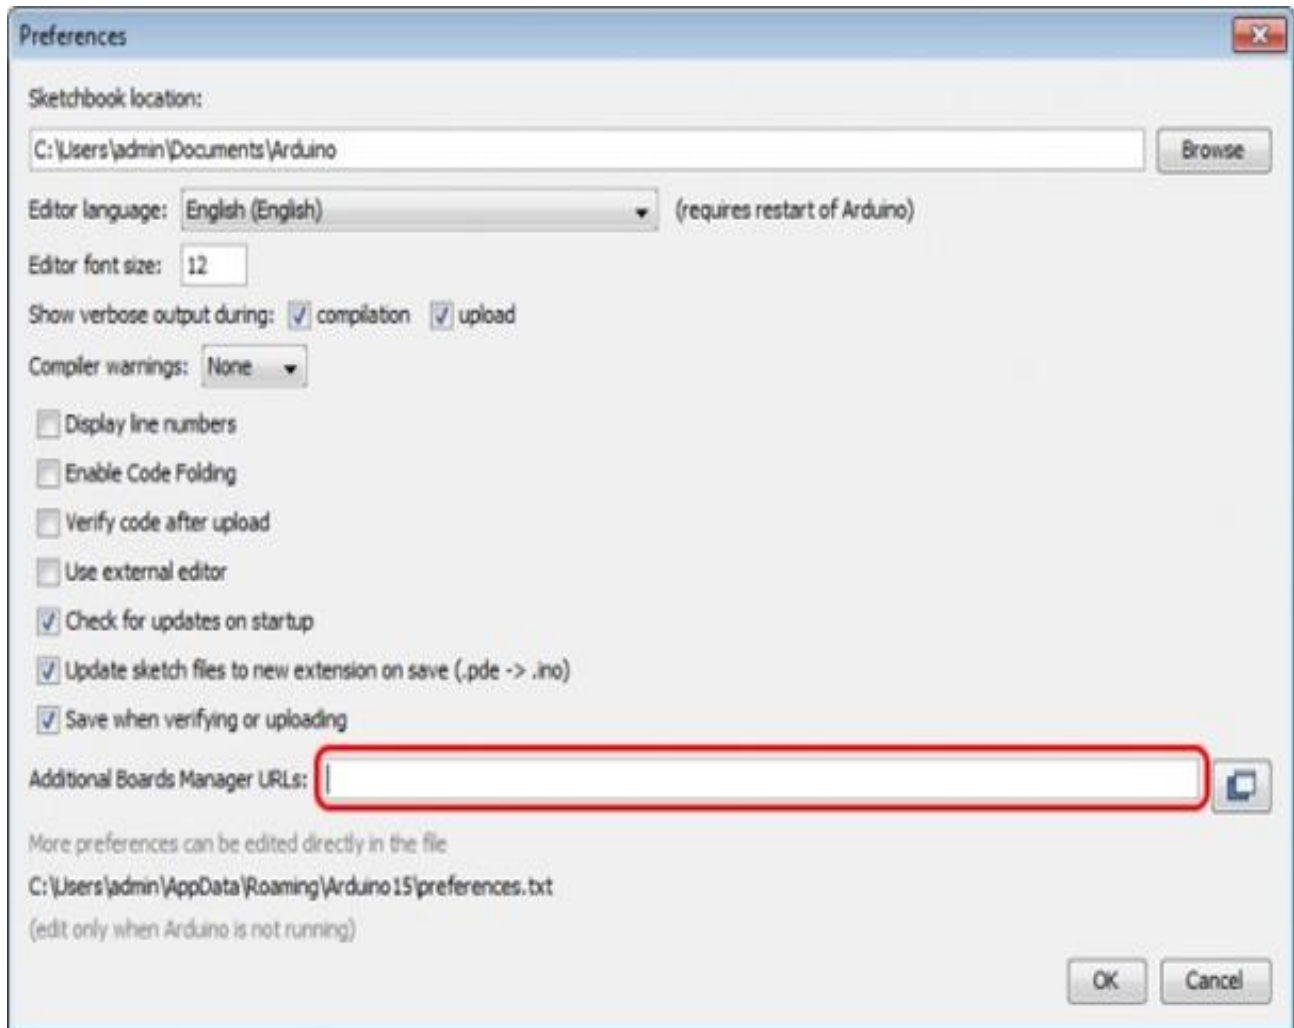 Preferences
Sketchbook location:
C:\Users\admin\Documents\Arduino Browse
Editor language: English (English) (requires restart of Arduino)
Editor font size: 12
Show verbose output during: compilation upload
Compiler warnings: None
Display line numbers
Enable Code Folding
Verify code after upload
Use external editor
Check for updates on startup
Update sketch files to new extension on save (.pde -> .ino)
Save when verifying or uploading
Additional Boards Manager URLs:
More preferences can be edited directly in the file
C:\Users\admin\AppData\Roaming\Arduino15\preferences.txt
(edit only when Arduino is not running)
OK Cancel